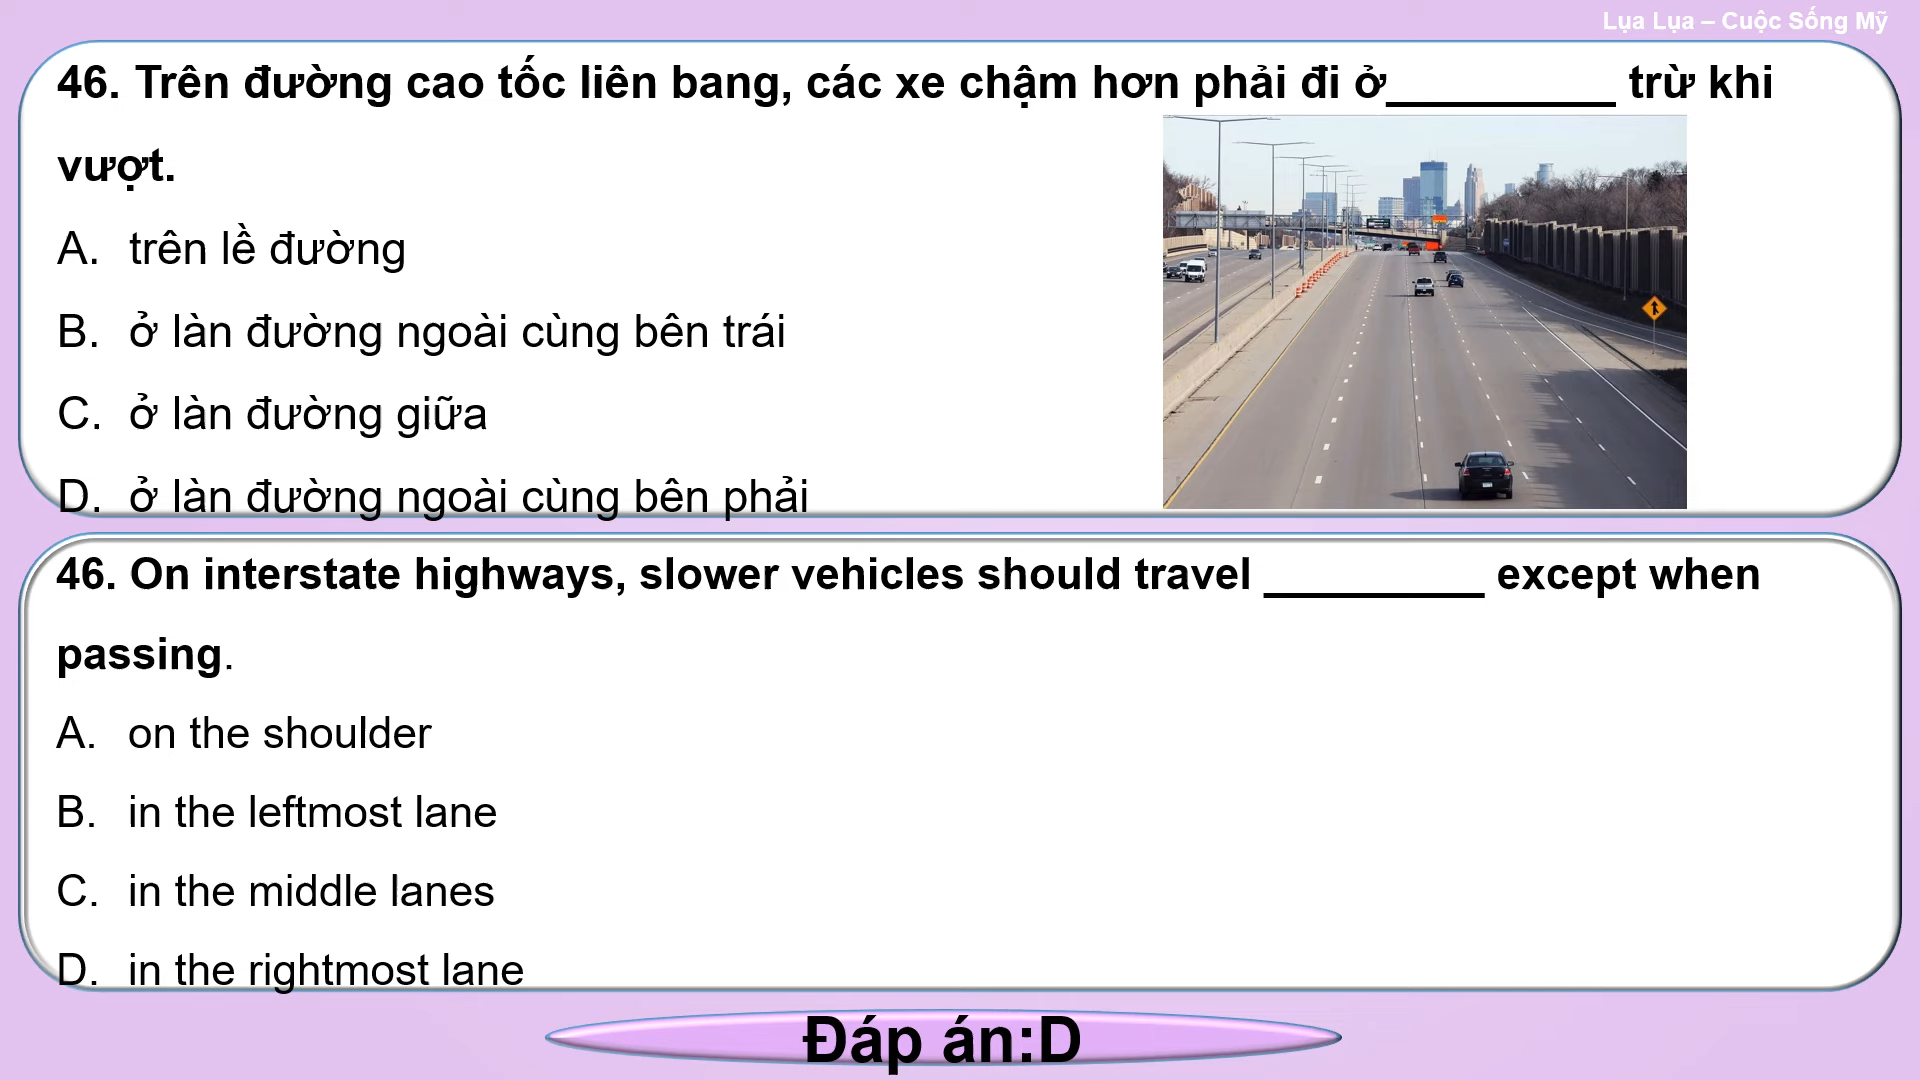 Lụa Lụa – Cuộc Sống Mỹ
46. Trên đường cao tốc liên bang, các xe chậm hơn phải đi ở_________ trừ khi
vượt.
A. trên lề đường
B. ở làn đường ngoài cùng bên trái
C. ở làn đường giữa
D. ở làn đường ngoài cùng bên phải
46. On interstate highways, slower vehicles should travel _________ except when
passing.
A. on the shoulder
B. in the leftmost lane
C. in the middle lanes
D. in the rightmost lane
Đáp án:D